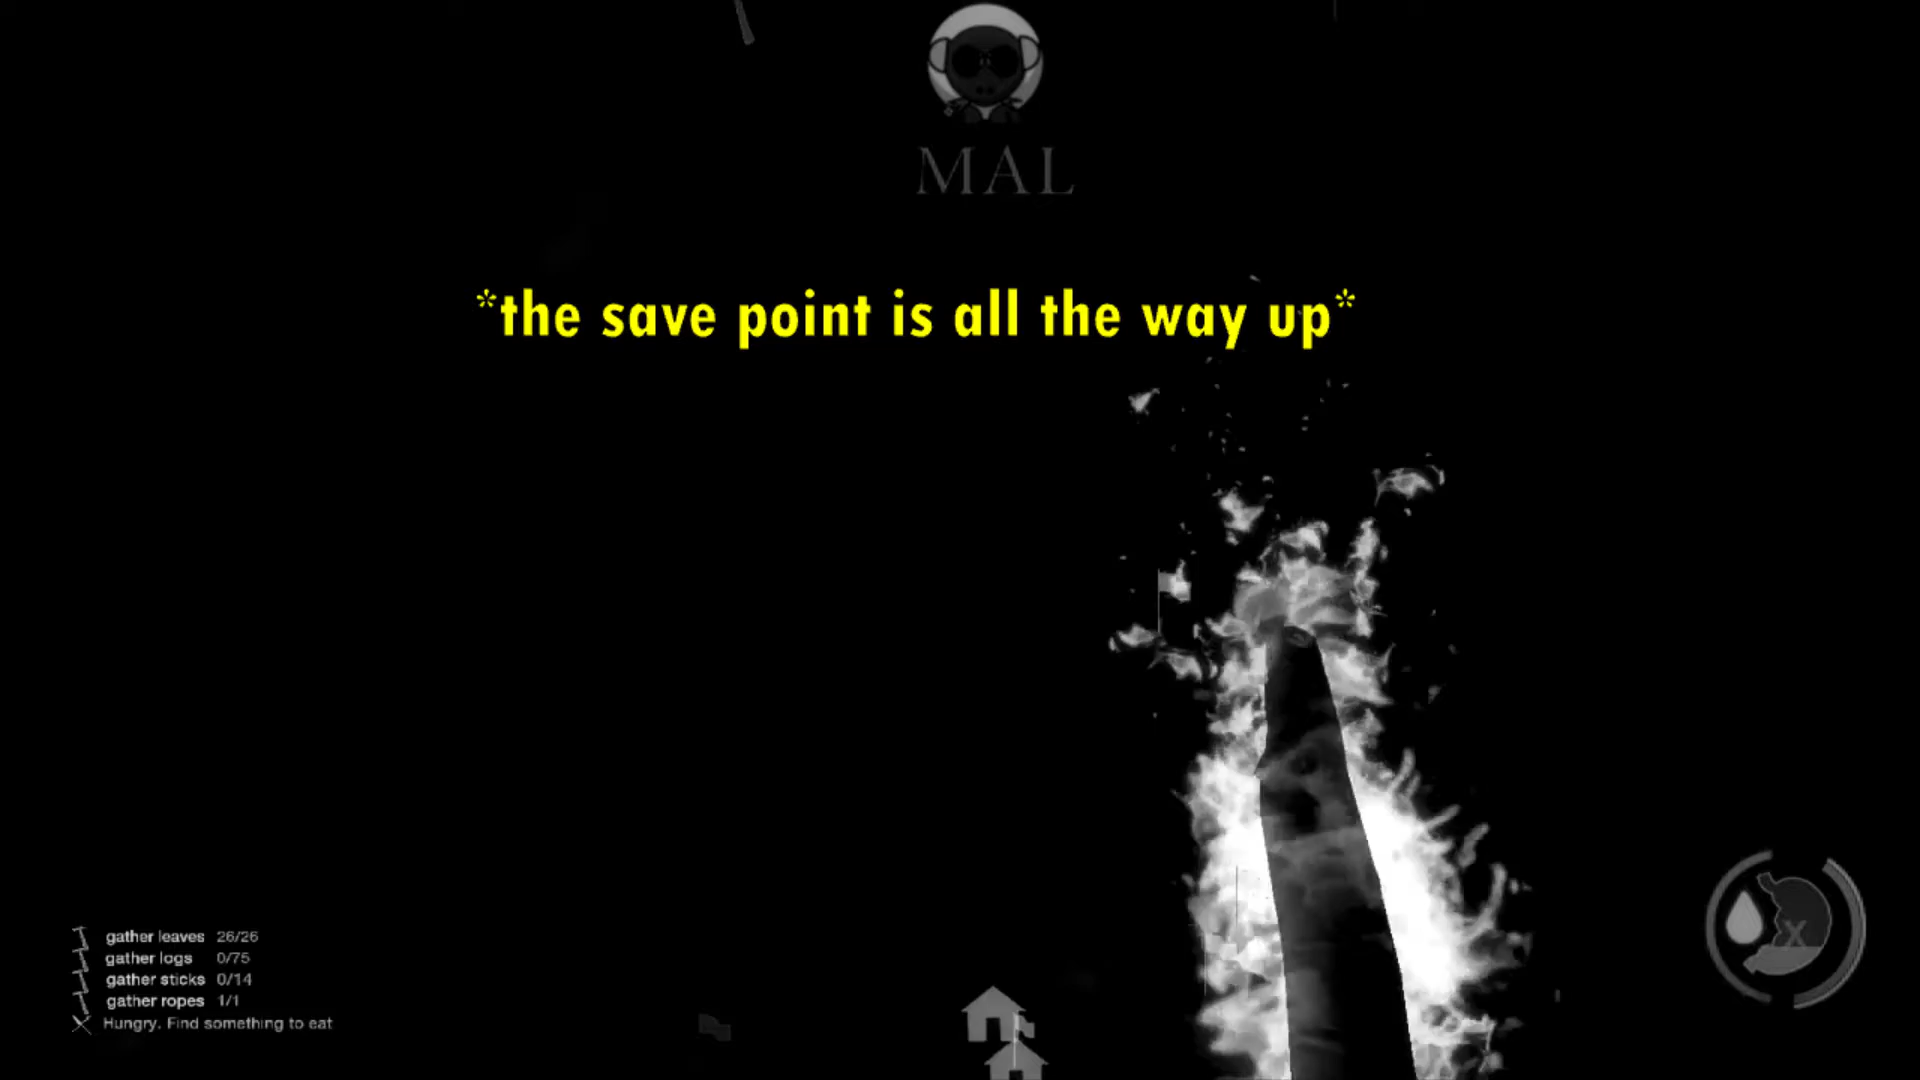 MAL
*the save point is all the way up*
gather leaves 26/26
gather logs 0/75
gather sticks 0/14
gather ropes 1/1
Hungry. Find something to eat